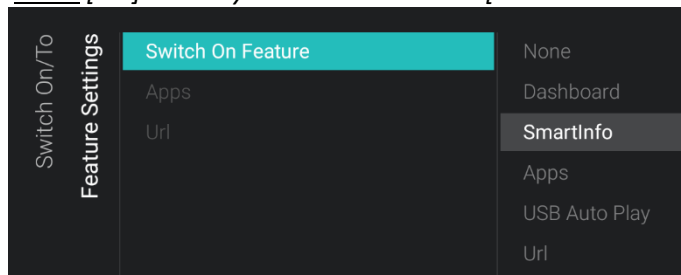 Switch On/To
Feature Settings
Switch On Feature
Apps
Url
None
Dashboard
SmartInfo
Apps
USB Auto Play
Url